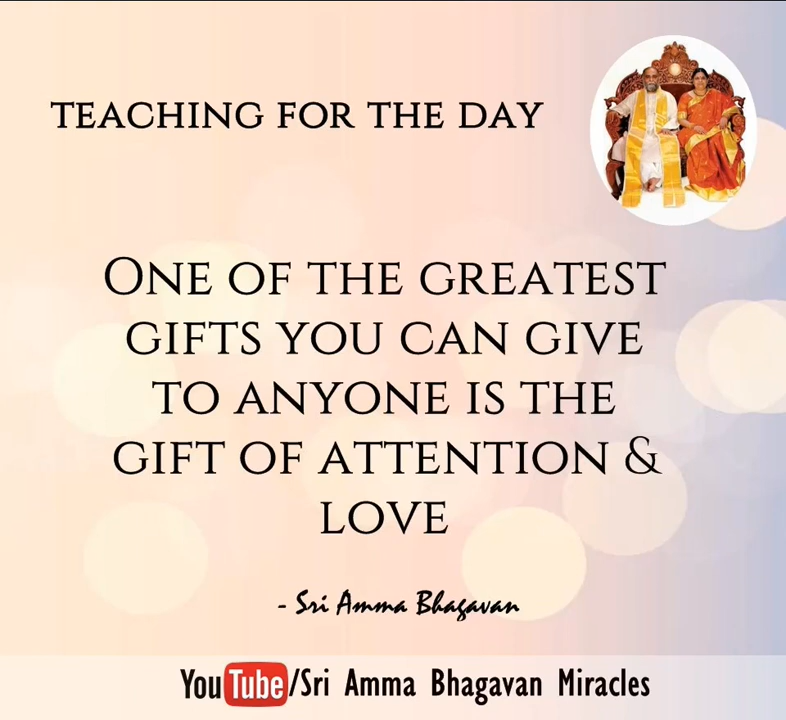 TEACHING FOR THE DAY
ONE OF THE GREATEST
GIFTS YOU CAN GIVE
TO ANYONE IS THE
GIFT OF ATTENTION &
LOVE
- Sri Amma Bhagavan
YouTube/Sri Amma Bhagavan Miracles